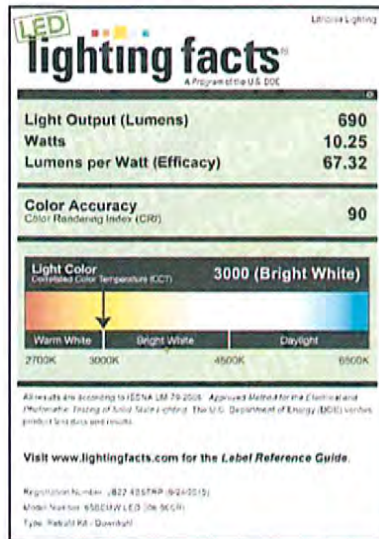 Lithonia Lighting
LED
lighting facts
A Program of the U.S. DOE
Light Output (Lumens) 690
Watts 10.25
Lumens per Watt (Efficacy) 67.32
Color Accuracy 90
Color Rendering Index (CRI)
Light Color 3000 (Bright White)
Correlated Color Temperature (CCT)
Warm White Bright White Daylight
2700K 3000K 4500K 6500K
All results are according to IESNA LM-79-2008: Approved Method for the Electrical and
Photometric Testing of Solid-State Lighting. The U.S. Department of Energy (DOE) verifies
product test data and results.
Visit www.lightingfacts.com for the Label Reference Guide.
Registration Number:
Model Number:
Type: Retrofit Kit - Downlight